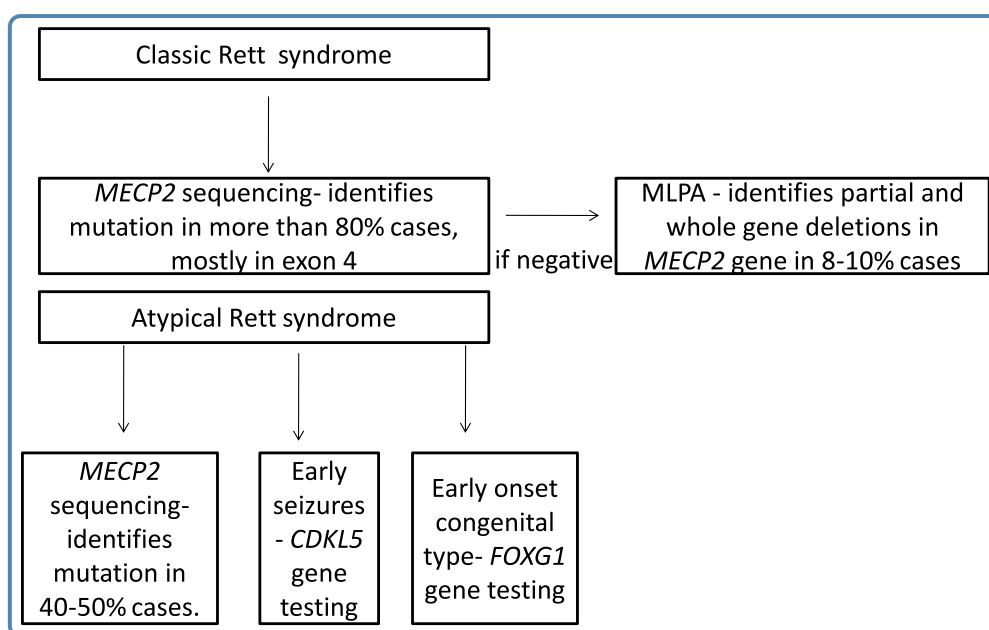 Classic Rett syndrome
MECP2 sequencing- identifies
mutation in more than 80% cases,
mostly in exon 4
if negative
MLPA - identifies partial and
whole gene deletions in
MECP2 gene in 8-10% cases
Atypical Rett syndrome
MECP2
sequencing-
identifies
mutation in
40-50% cases.
Early
seizures
- CDKL5
gene
testing
Early onset
congenital
type- FOXG1
gene testing